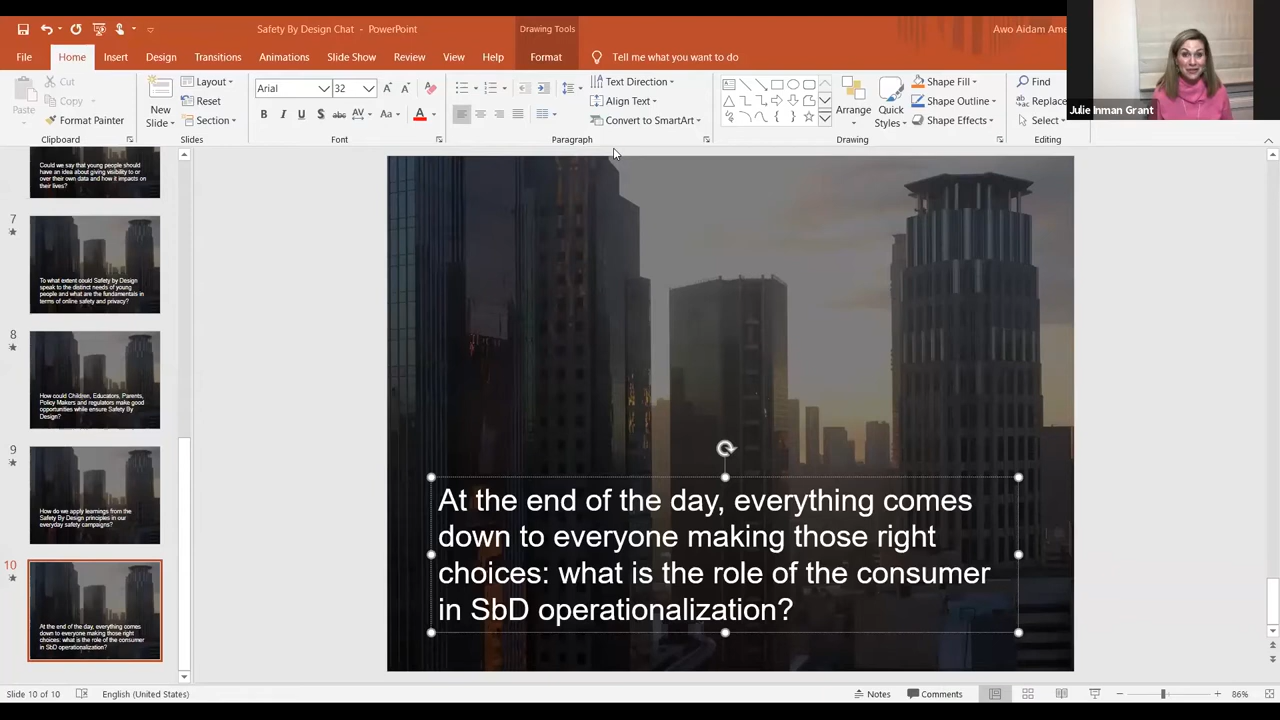 Safety By Design Chat - PowerPoint
Drawing Tools
Awo Aidam Ame
File
Home
Insert
Design
Transitions
Animations
Slide Show
Review
View
Help
Format
Tell me what you want to do
Julie Inman Grant
Paste
Cut
Copy
Format Painter
Clipboard
New
Slide
Layout
Reset
Section
Slides
Arial
32
Font
Text Direction
Align Text
Convert to SmartArt
Paragraph
Arrange
Quick
Styles
Shape Fill
Shape Outline
Shape Effects
Drawing
Find
Replace
Select
Editing
Could we say that young people should
have an idea about giving visibility to or
over their own data and how it impacts on
their lives?
7
To what extent could Safety by Design
speak to the distinct needs of young
people and what are the fundamentals in
terms of online safety and privacy?
8
How could Children, Educators, Parents,
Policy Makers and regulators make good
opportunities while ensure Safety By
Design?
9
How do we apply learnings from the
Safety By Design principles in our
everyday safety campaigns?
10
At the end of the day, everything comes
down to everyone making those right
choices: what is the role of the consumer
in SbD operationalization?
At the end of the day, everything comes
down to everyone making those right
choices: what is the role of the consumer
in SbD operationalization?
Slide 10 of 10
English (United States)
Notes
Comments
86%